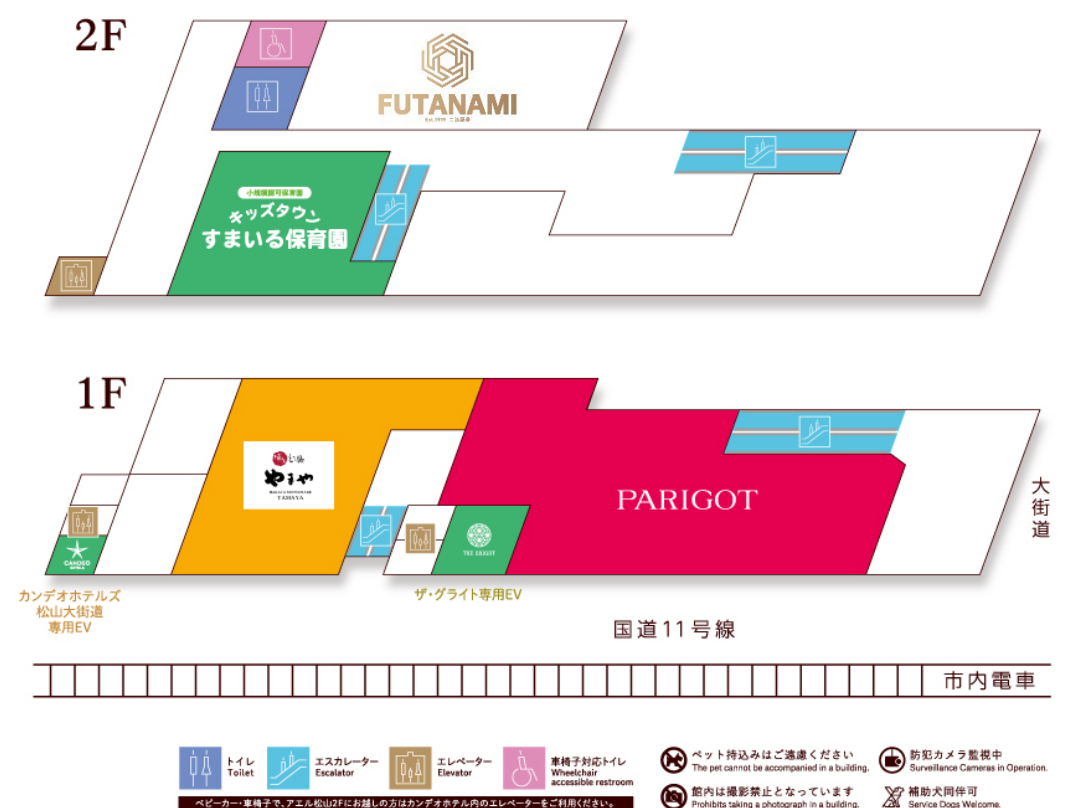 2F
FUTANAMI
小規模認可保育園
キッズタウン
すまいる保育園
1F
やまや
YAMAYA
PARIGOT
大街道
CANDEO
HOTELS
THE GRIGHT
カンデオホテルズ
松山大街道
専用EV
ザ・グライト専用EV
国道11号線
市内電車
トイレ
Toilet
エスカレーター
Escalator
エレベーター
Elevator
車椅子対応トイレ
Wheelchair
accessible restroom
ペット持込みはご遠慮ください
The pet cannot be accompanied in a building.
防犯カメラ監視中
Surveillance Cameras in Operation.
ベビーカー・車椅子で、アエル松山2Fにお越しの方はカンデオホテル内のエレベーターをご利用ください。
館内は撮影禁止となっています
Prohibits taking a photograph in a building.
補助犬同伴可
Service Dogs Welcome.